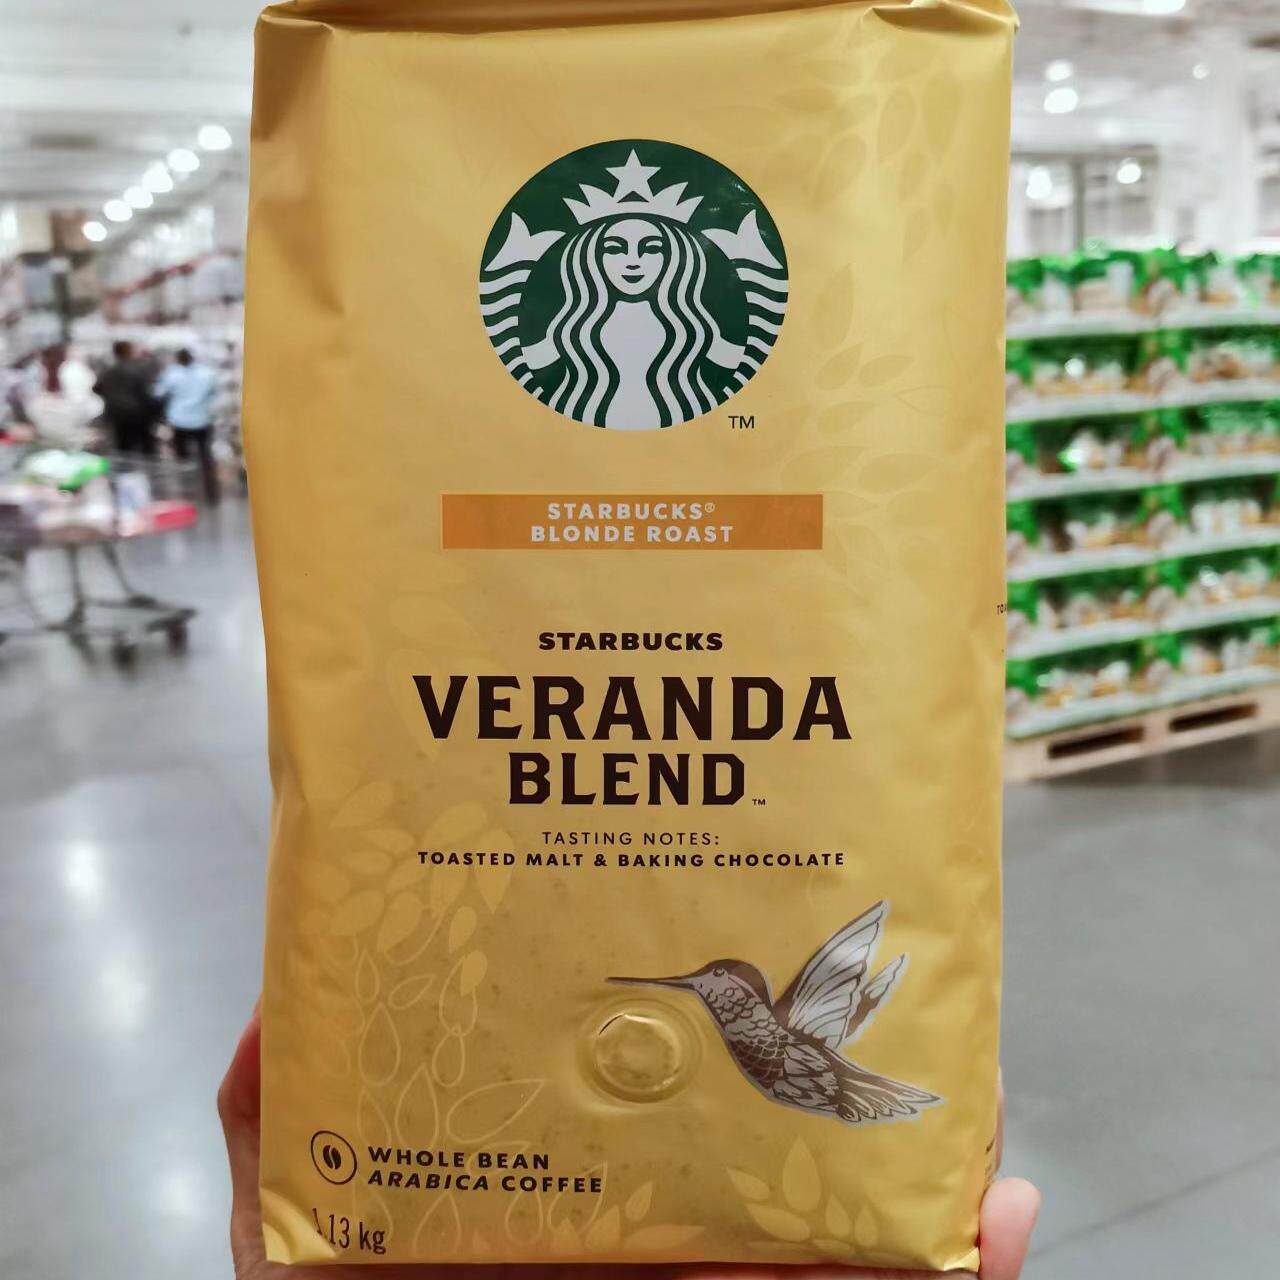 TM
STARBUCKS®
BLONDE ROAST
STARBUCKS
VERANDA
BLEND™
TASTING NOTES:
TOASTED MALT & BAKING CHOCOLATE
WHOLE BEAN
ARABICA COFFEE
1.13 kg